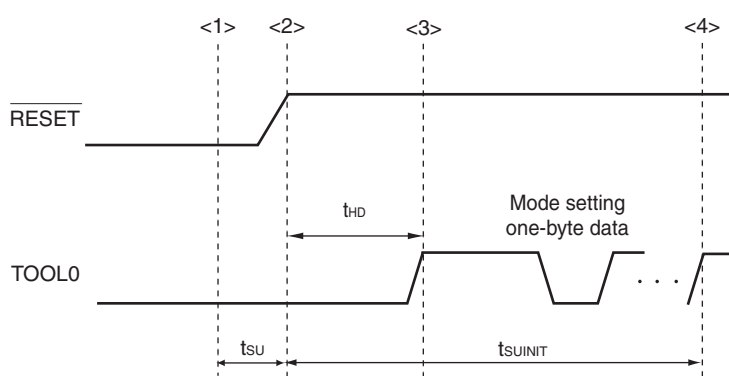 <1> <2> <3> <4>
RESET
tHD
Mode setting
one-byte data
TOOL0
. . .
tSU
tSUINIT